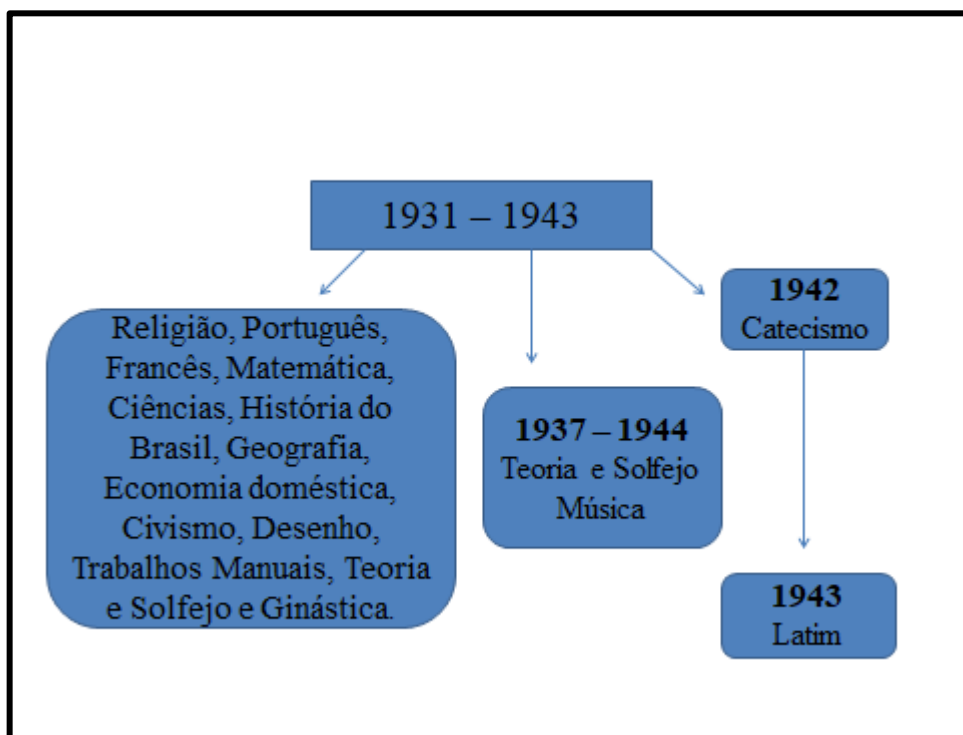 1931 – 1943
Religião, Português,
Francês, Matemática,
Ciências, História do
Brasil, Geografia,
Economia doméstica,
Civismo, Desenho,
Trabalhos Manuais, Teoria
e Solfejo e Ginástica.
1937 – 1944
Teoria e Solfejo
Música
1942
Catecismo
1943
Latim